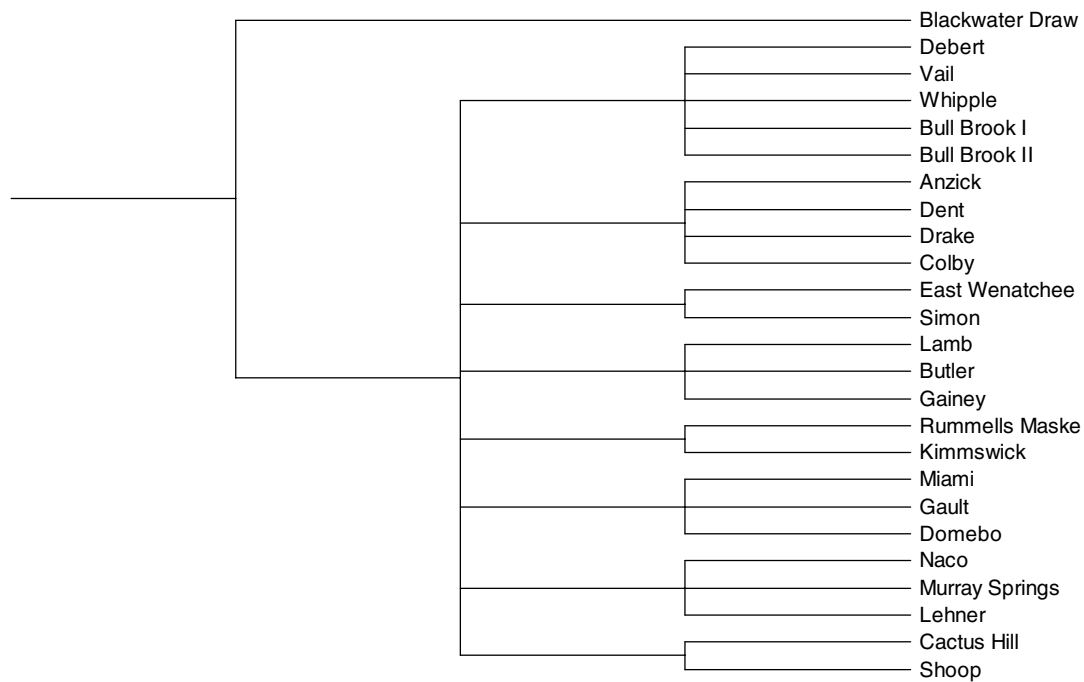 Blackwater Draw
Debert
Vail
Whipple
Bull Brook I
Bull Brook II
Anzick
Dent
Drake
Colby
East Wenatchee
Simon
Lamb
Butler
Gainey
Rummells Maske
Kimmswick
Miami
Gault
Domebo
Naco
Murray Springs
Lehner
Cactus Hill
Shoop